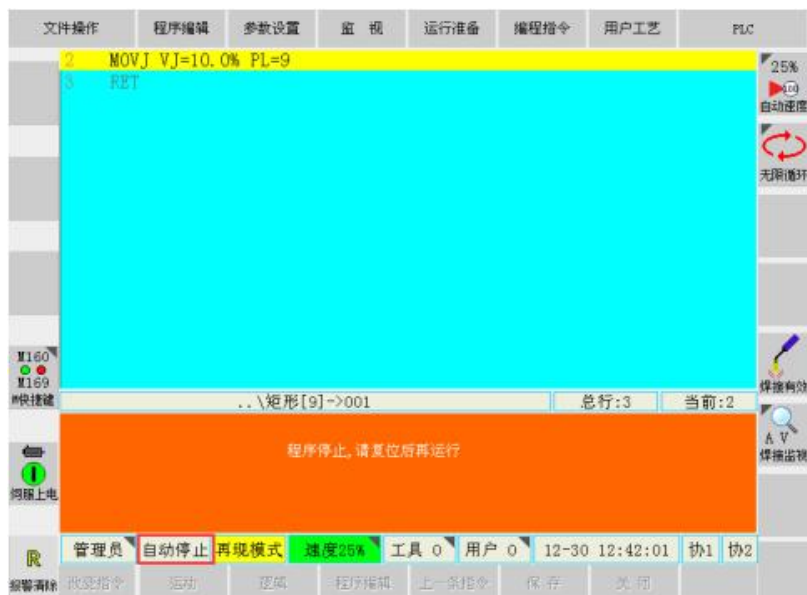 文件操作 程序编辑 参数设置 监 视 运行准备 编程指令 用户工艺 PLC
2 MOVJ VJ=10.0% PL=9
3 RET
25%
100
自动速度
无限循环
M160
M169
M快捷键
焊接有效
..\矩形[9]->001 总行:3 当前:2
程序停止,请复位后再运行
A V
焊接监视
伺服上电
管理员 自动停止 再现模式 速度25% 工具 0 用户 0 12-30 12:42:01 协1 协2
R
报警清除 改变指令 运动 逻辑 程序编辑 上一条指令 保 存 关 闭